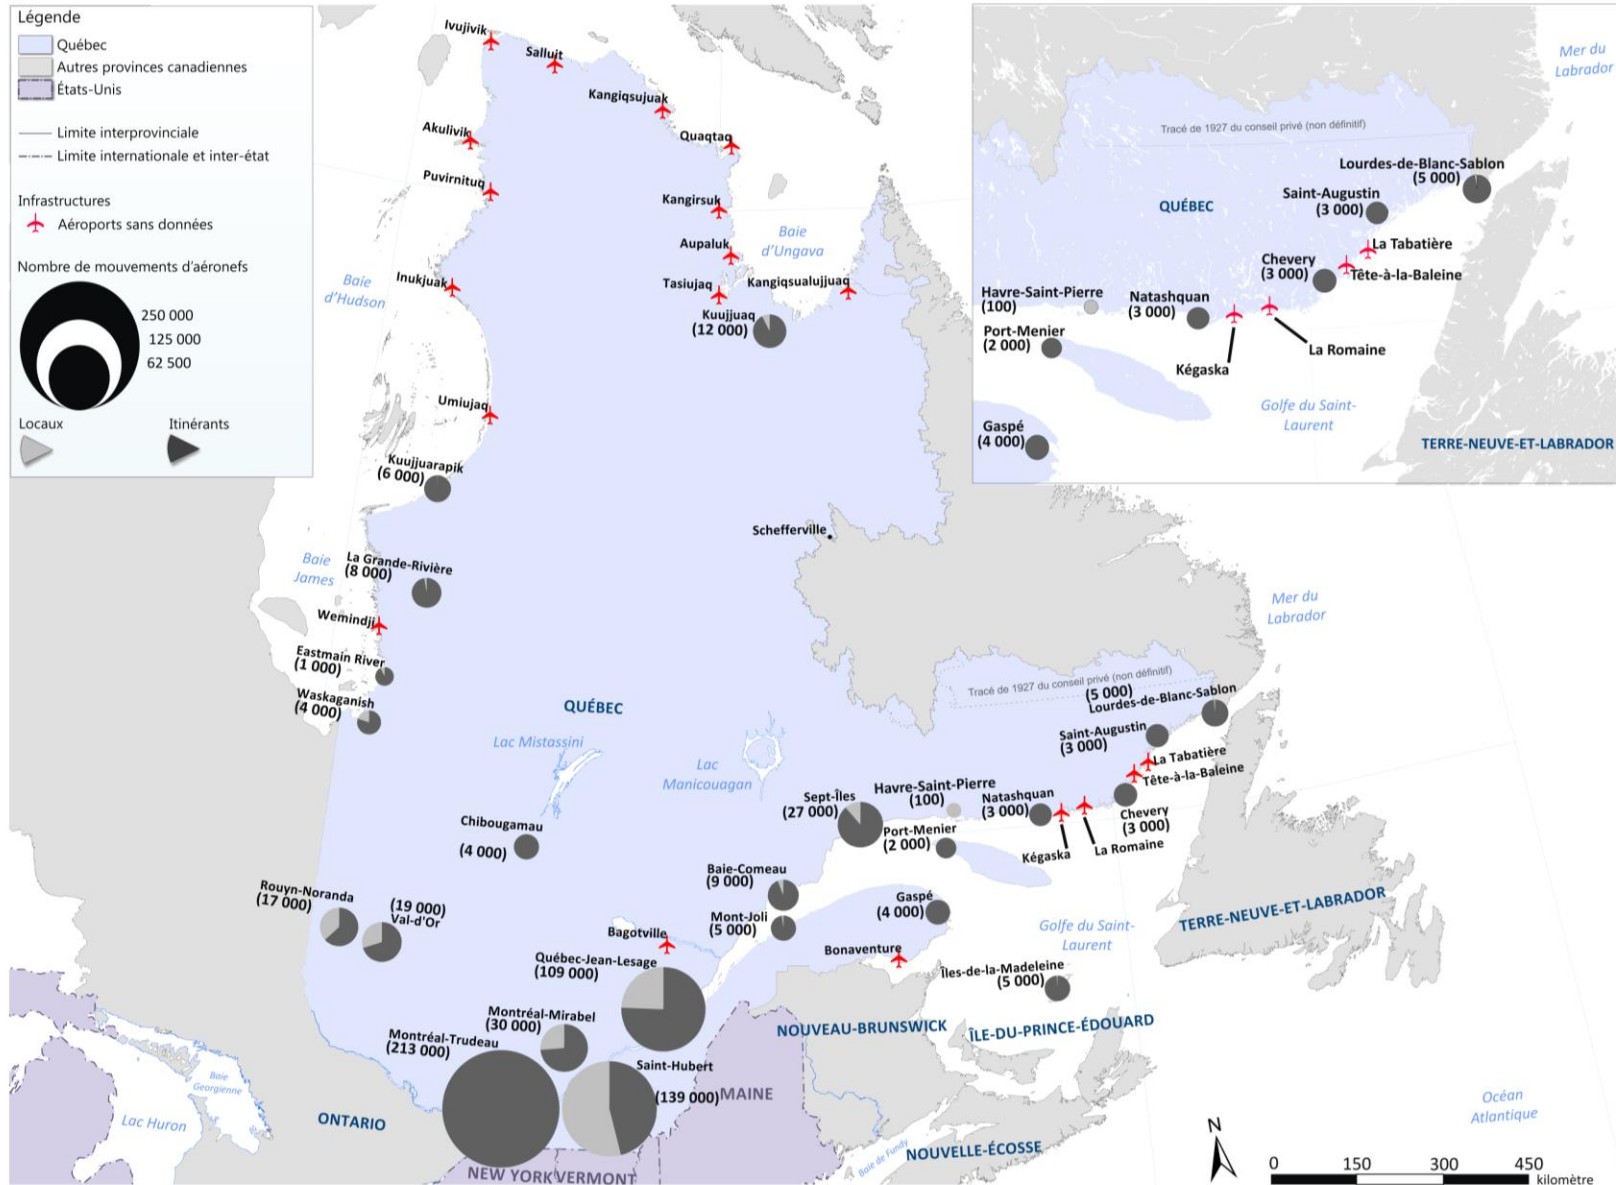 Légende
Québec
Autres provinces canadiennes
États-Unis
Limite interprovinciale
Limite internationale et inter-état
Infrastructures
Aéroports sans données
Nombre de mouvements d'aéronefs
250 000
125 000
62 500
Locaux
Itinérants
Ivujivik
Salluit
Kangiqsujuak
Akulivik
Quaqtaq
Puvirnituq
Kangirsuk
Baie
d'Ungava
Aupaluk
Baie
d'Hudson
Inukjuak
Tasiujaq
Kangiqsualujjuaq
Kuujjuaq
(12 000)
Umiujaq
Kuujjuarapik
(6 000)
Schefferville
Baie
James
La Grande-Rivière
(8 000)
Wemindji
Eastmain River
(1 000)
Waskaganish
(4 000)
QUÉBEC
Lac Mistassini
Lac
Manicouagan
Chibougamau
(4 000)
Rouyn-Noranda
(17 000)
(19 000)
Val-d'Or
Sept-Îles
(27 000)
Havre-Saint-Pierre
(100)
Port-Menier
(2 000)
Natashquan
(3 000)
Kégaska
La Romaine
Chevery
(3 000)
Tête-à-la-Baleine
La Tabatière
Saint-Augustin
(3 000)
(5 000)
Lourdes-de-Blanc-Sablon
Tracé de 1927 du conseil privé (non définitif)
Mer du
Labrador
Baie-Comeau
(9 000)
Mont-Joli
(5 000)
Gaspé
(4 000)
Bonaventure
Bagotville
Golfe du Saint-
Laurent
Îles-de-la-Madeleine
(5 000)
Québec-Jean-Lesage
(109 000)
Montréal-Mirabel
(30 000)
Montréal-Trudeau
(213 000)
Saint-Hubert
(139 000)
TERRE-NEUVE-ET-LABRADOR
NOUVEAU-BRUNSWICK
ÎLE-DU-PRINCE-ÉDOUARD
MAINE
NOUVELLE-ÉCOSSE
Baie de Fundy
NEW YORK
VERMONT
ONTARIO
Baie
Georgienne
Lac Huron
Océan
Atlantique
N
0 150 300 450
kilomètre
Mer du
Labrador
Tracé de 1927 du conseil privé (non définitif)
Lourdes-de-Blanc-Sablon
(5 000)
Saint-Augustin
(3 000)
QUÉBEC
La Tabatière
Chevery
(3 000)
Tête-à-la-Baleine
Havre-Saint-Pierre
(100)
Natashquan
(3 000)
Port-Menier
(2 000)
La Romaine
Kégaska
Golfe du Saint-
Laurent
Gaspé
(4 000)
TERRE-NEUVE-ET-LABRADOR